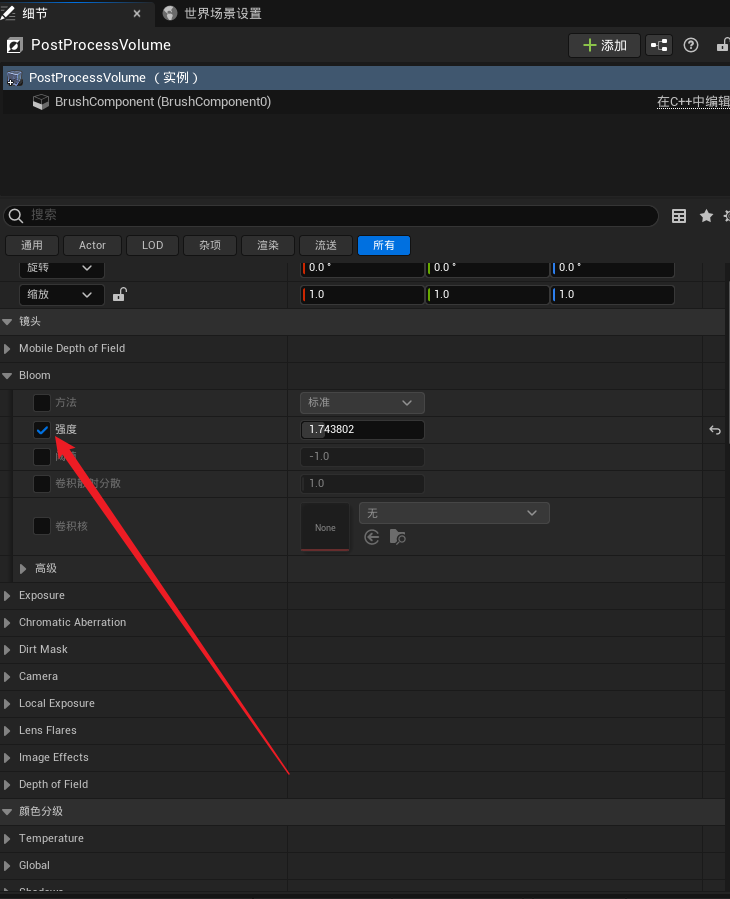 细节
世界场景设置
PostProcessVolume
添加
PostProcessVolume （实例）
BrushComponent (BrushComponent0)
在C++中编辑
搜索
通用 Actor LOD 杂项 渲染 流送 所有
旋转 0.0 ° 0.0 ° 0.0 °
缩放 1.0 1.0 1.0
镜头
Mobile Depth of Field
Bloom
方法 标准
强度 1.743802
-1.0
卷积散射分散 1.0
卷积核 None 无
高级
Exposure
Chromatic Aberration
Dirt Mask
Camera
Local Exposure
Lens Flares
Image Effects
Depth of Field
颜色分级
Temperature
Global